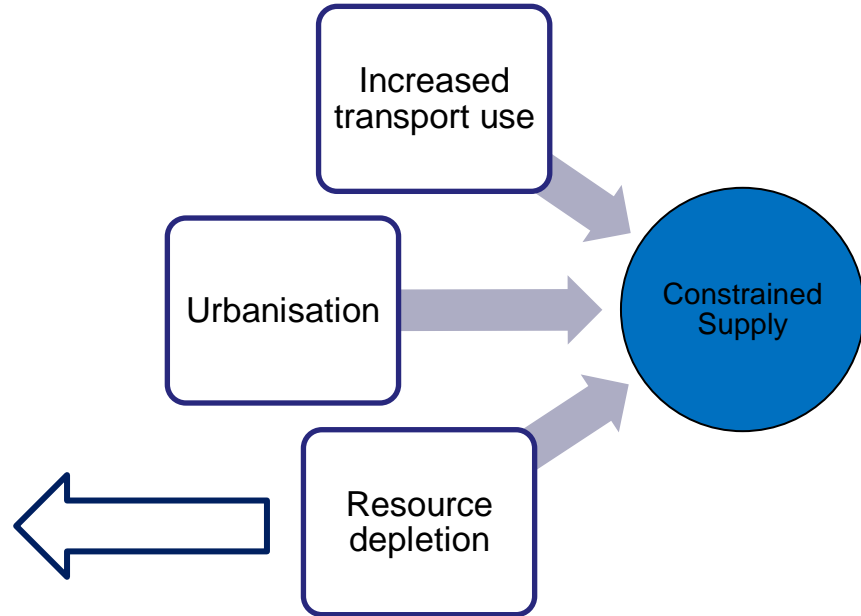 Increased
transport use
Urbanisation
Constrained
Supply
Resource
depletion